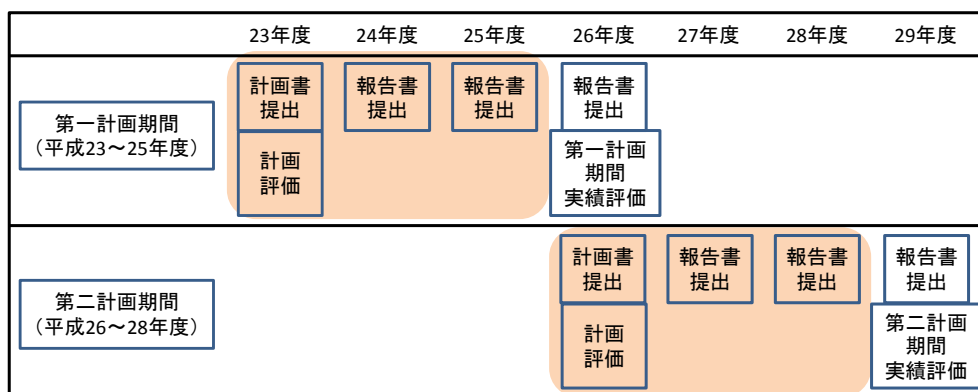 23年度 24年度 25年度 26年度 27年度 28年度 29年度
第一計画期間
（平成23～25年度）
計画書
提出
報告書
提出
報告書
提出
報告書
提出
計画
評価
第一計画
期間
実績評価
第二計画期間
（平成26～28年度）
計画書
提出
報告書
提出
報告書
提出
報告書
提出
計画
評価
第二計画
期間
実績評価